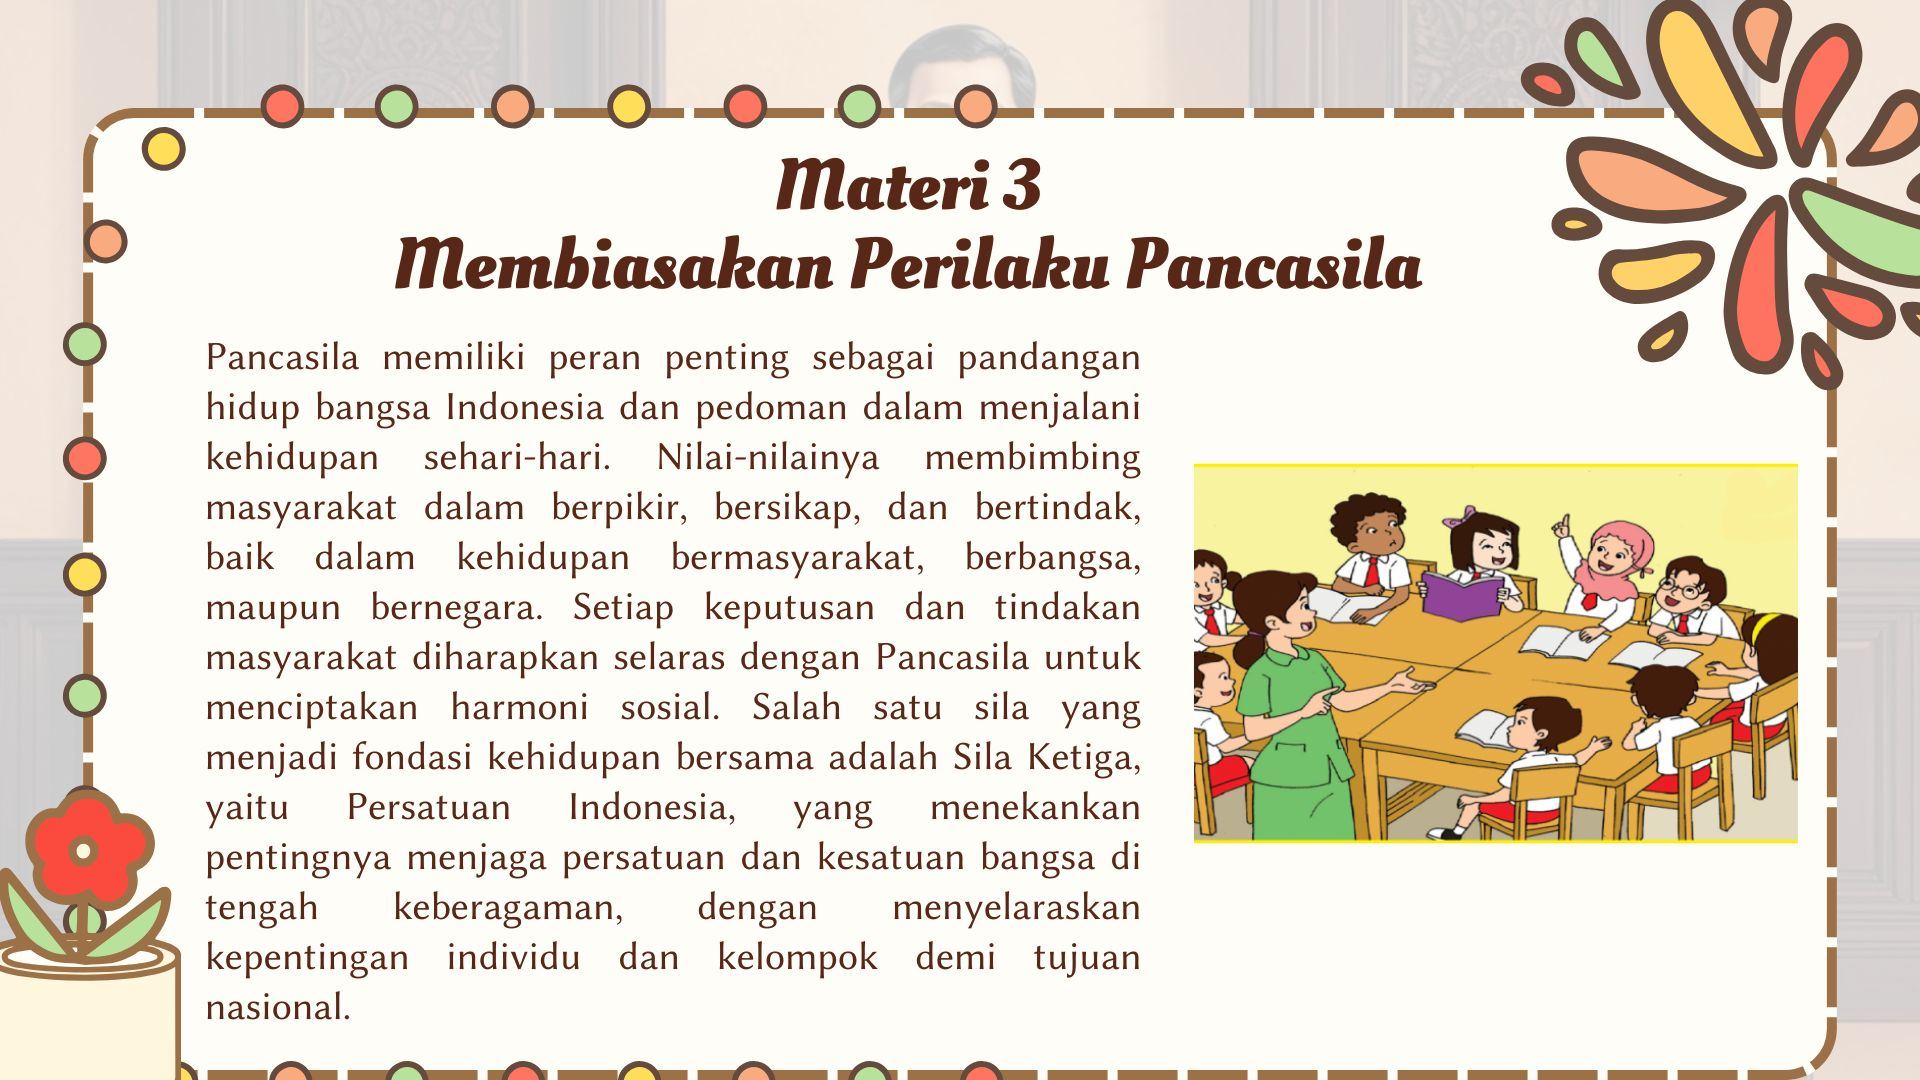 Materi 3
Membiasakan Perilaku Pancasila
Pancasila memiliki peran penting sebagai pandangan
hidup bangsa Indonesia dan pedoman dalam menjalani
kehidupan sehari-hari. Nilai-nilainya membimbing
masyarakat dalam berpikir, bersikap, dan bertindak,
baik dalam kehidupan bermasyarakat, berbangsa,
maupun bernegara. Setiap keputusan dan tindakan
masyarakat diharapkan selaras dengan Pancasila untuk
menciptakan harmoni sosial. Salah satu sila yang
menjadi fondasi kehidupan bersama adalah Sila Ketiga,
yaitu Persatuan Indonesia, yang menekankan
pentingnya menjaga persatuan dan kesatuan bangsa di
tengah keberagaman, dengan menyelaraskan
kepentingan individu dan kelompok demi tujuan
nasional.